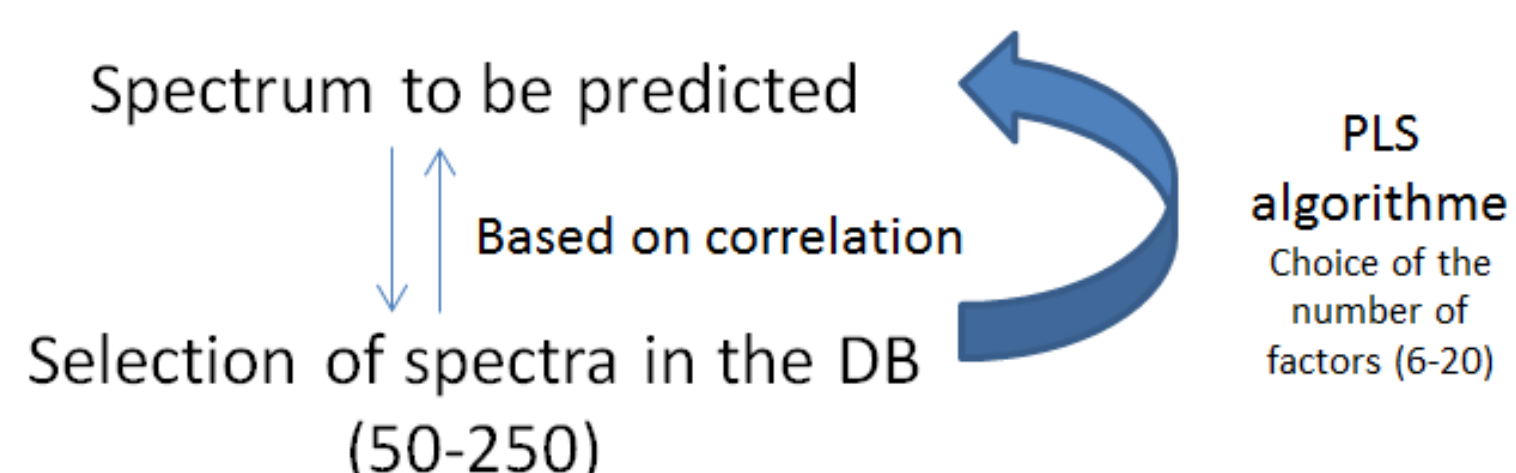 Spectrum to be predicted
Based on correlation
Selection of spectra in the DB
(50-250)
PLS
algorithme
Choice of the
number of
factors (6-20)